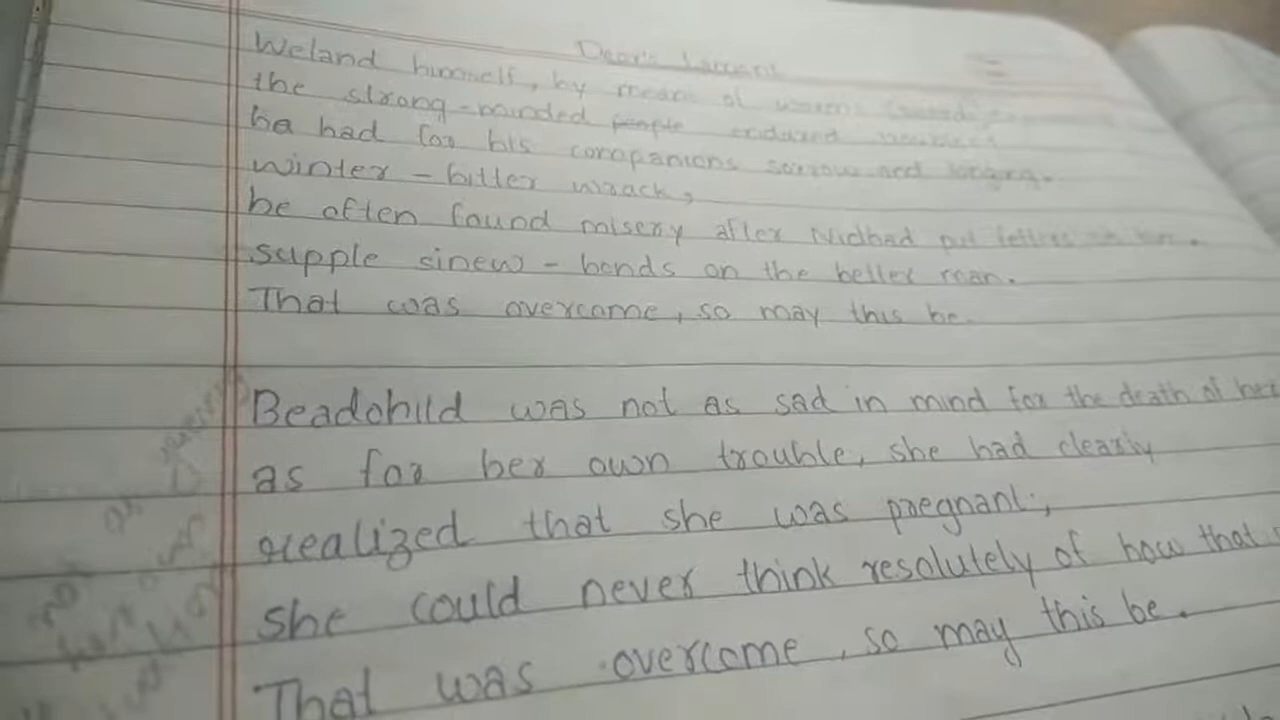 Deor's Lament
Weland himself, by means of worms
the strong-minded people endured
he had for his companions sorrow and longing.
winter - bitter wrack,
he often found misery after Nidhad put fetters on him.
supple sinew - bonds on the better man.
That was overcome, so may this be.
Beadohild was not as sad in mind for the death of her
as for her own trouble, she had clearly
realized that she was pregnant;
she could never think resolutely of how that
That was overcome, so may this be.